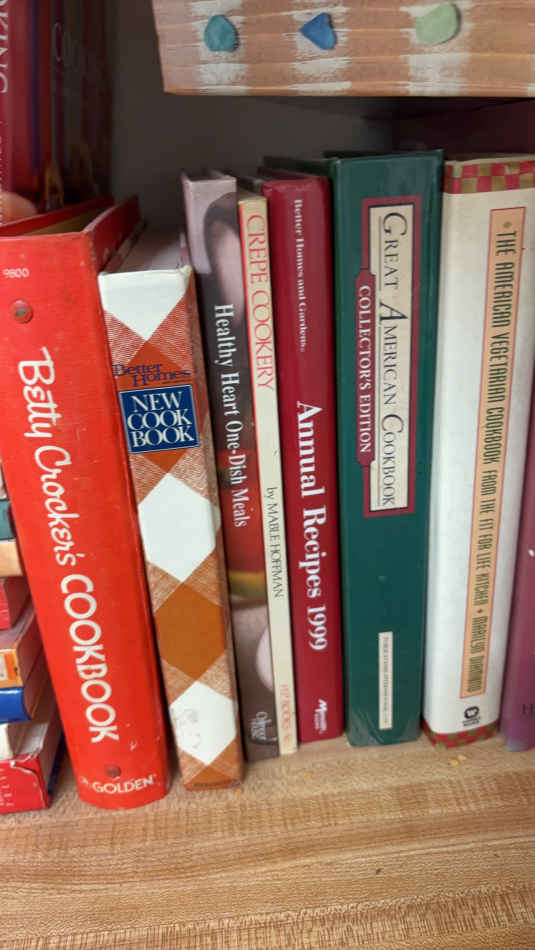 9800
Betty Crocker's COOKBOOK
GOLDEN
Better
Homes
NEW
COOK
BOOK
Healthy Heart One-Dish Meals
CREPE COOKERY
by MABLE HOFFMAN
HP BOOKS
Better Homes and Gardens®
Annual Recipes 1999
GREAT AMERICAN COOKBOOK
COLLECTOR'S EDITION
THE AMERICAN VEGETARIAN COOKBOOK FROM THE FIT FOR LIFE KITCHEN • MARILYN DIAMOND